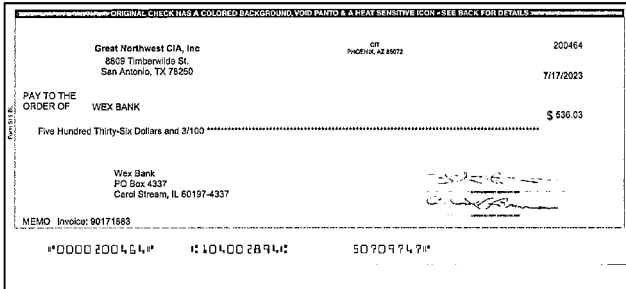 ORIGINAL CHECK HAS A COLORED BACKGROUND, VOID PANTO & A HEAT SENSITIVE ICON - SEE BACK FOR DETAILS
Great Northwest CIA, Inc
8809 Timberwilde St.
San Antonio, TX 78250
CIT
PHOENIX, AZ 85072
200464
7/17/2023
PAY TO THE
ORDER OF WEX BANK
$ 536.03
Five Hundred Thirty-Six Dollars and 3/100 ****************************************************************
Wex Bank
PO Box 4337
Carol Stream, IL 60197-4337
MEMO Invoice: 90171683
⑈0000200464⑈ ⑆104002894⑆ 50709747⑈